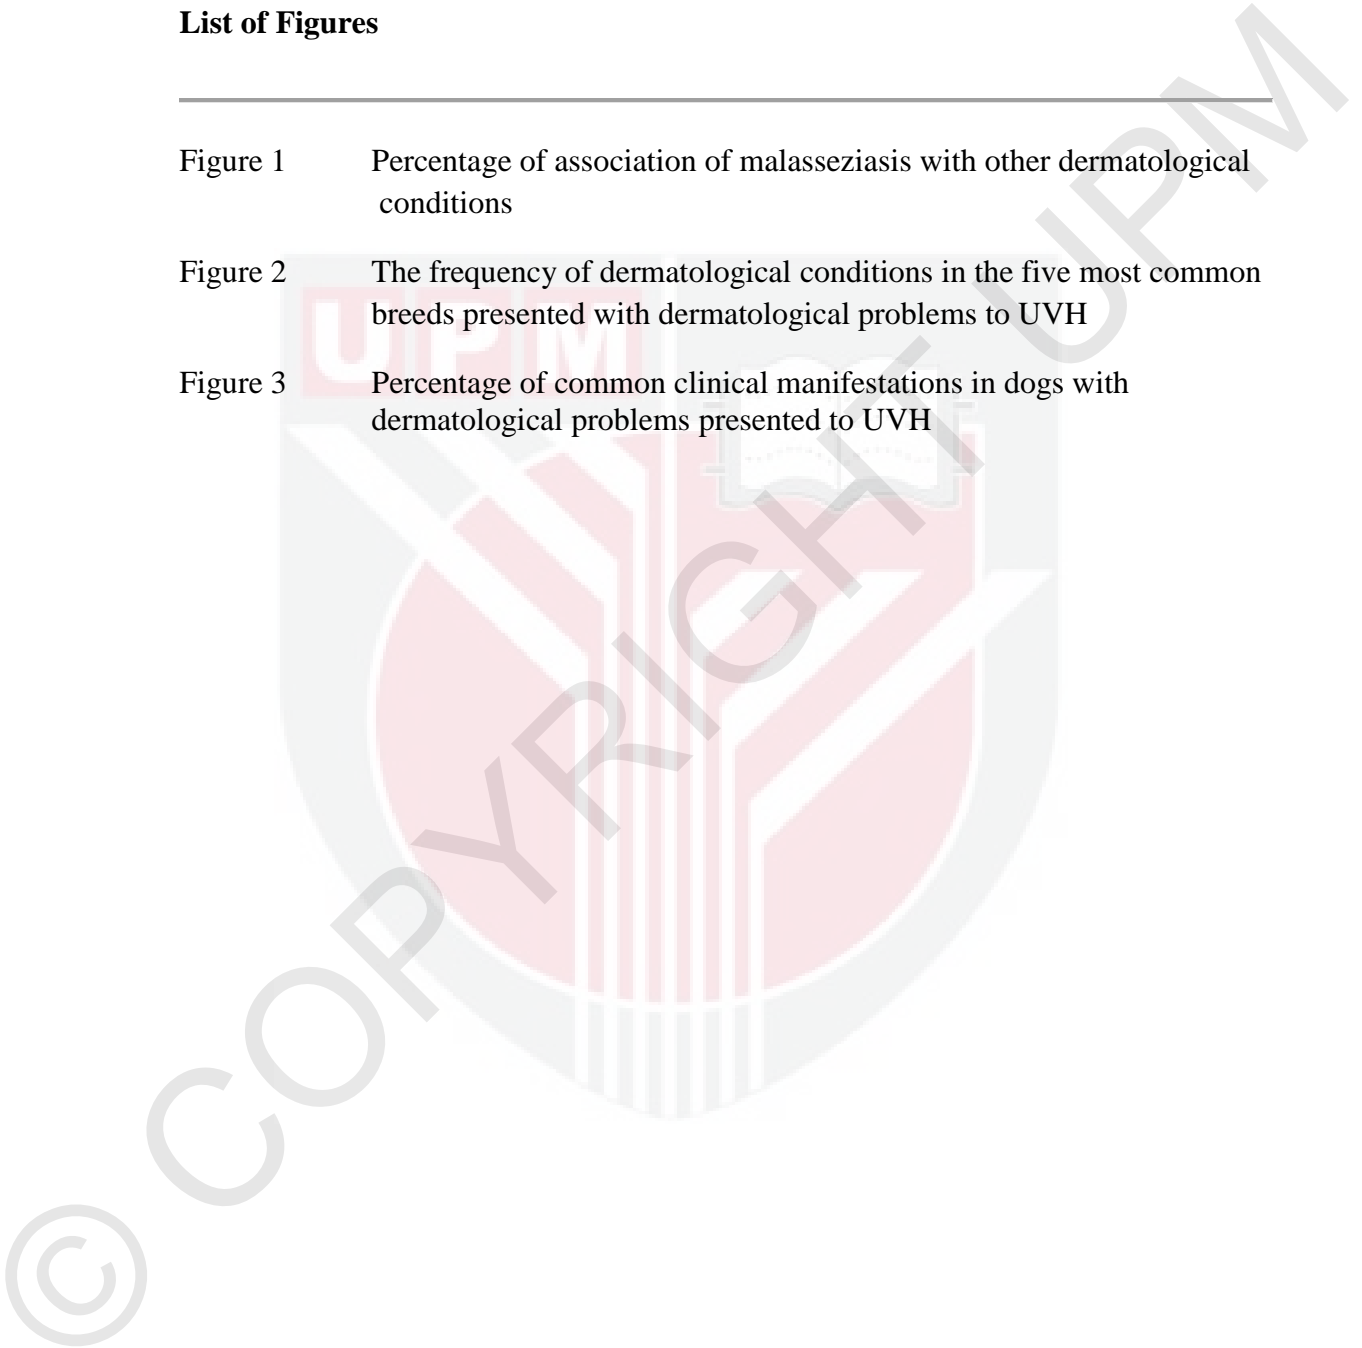 List of Figures
Figure 1 Percentage of association of malasseziasis with other dermatological
conditions
Figure 2 The frequency of dermatological conditions in the five most common
breeds presented with dermatological problems to UVH
Figure 3 Percentage of common clinical manifestations in dogs with
dermatological problems presented to UVH
UPM
© COPYRIGHT UPM